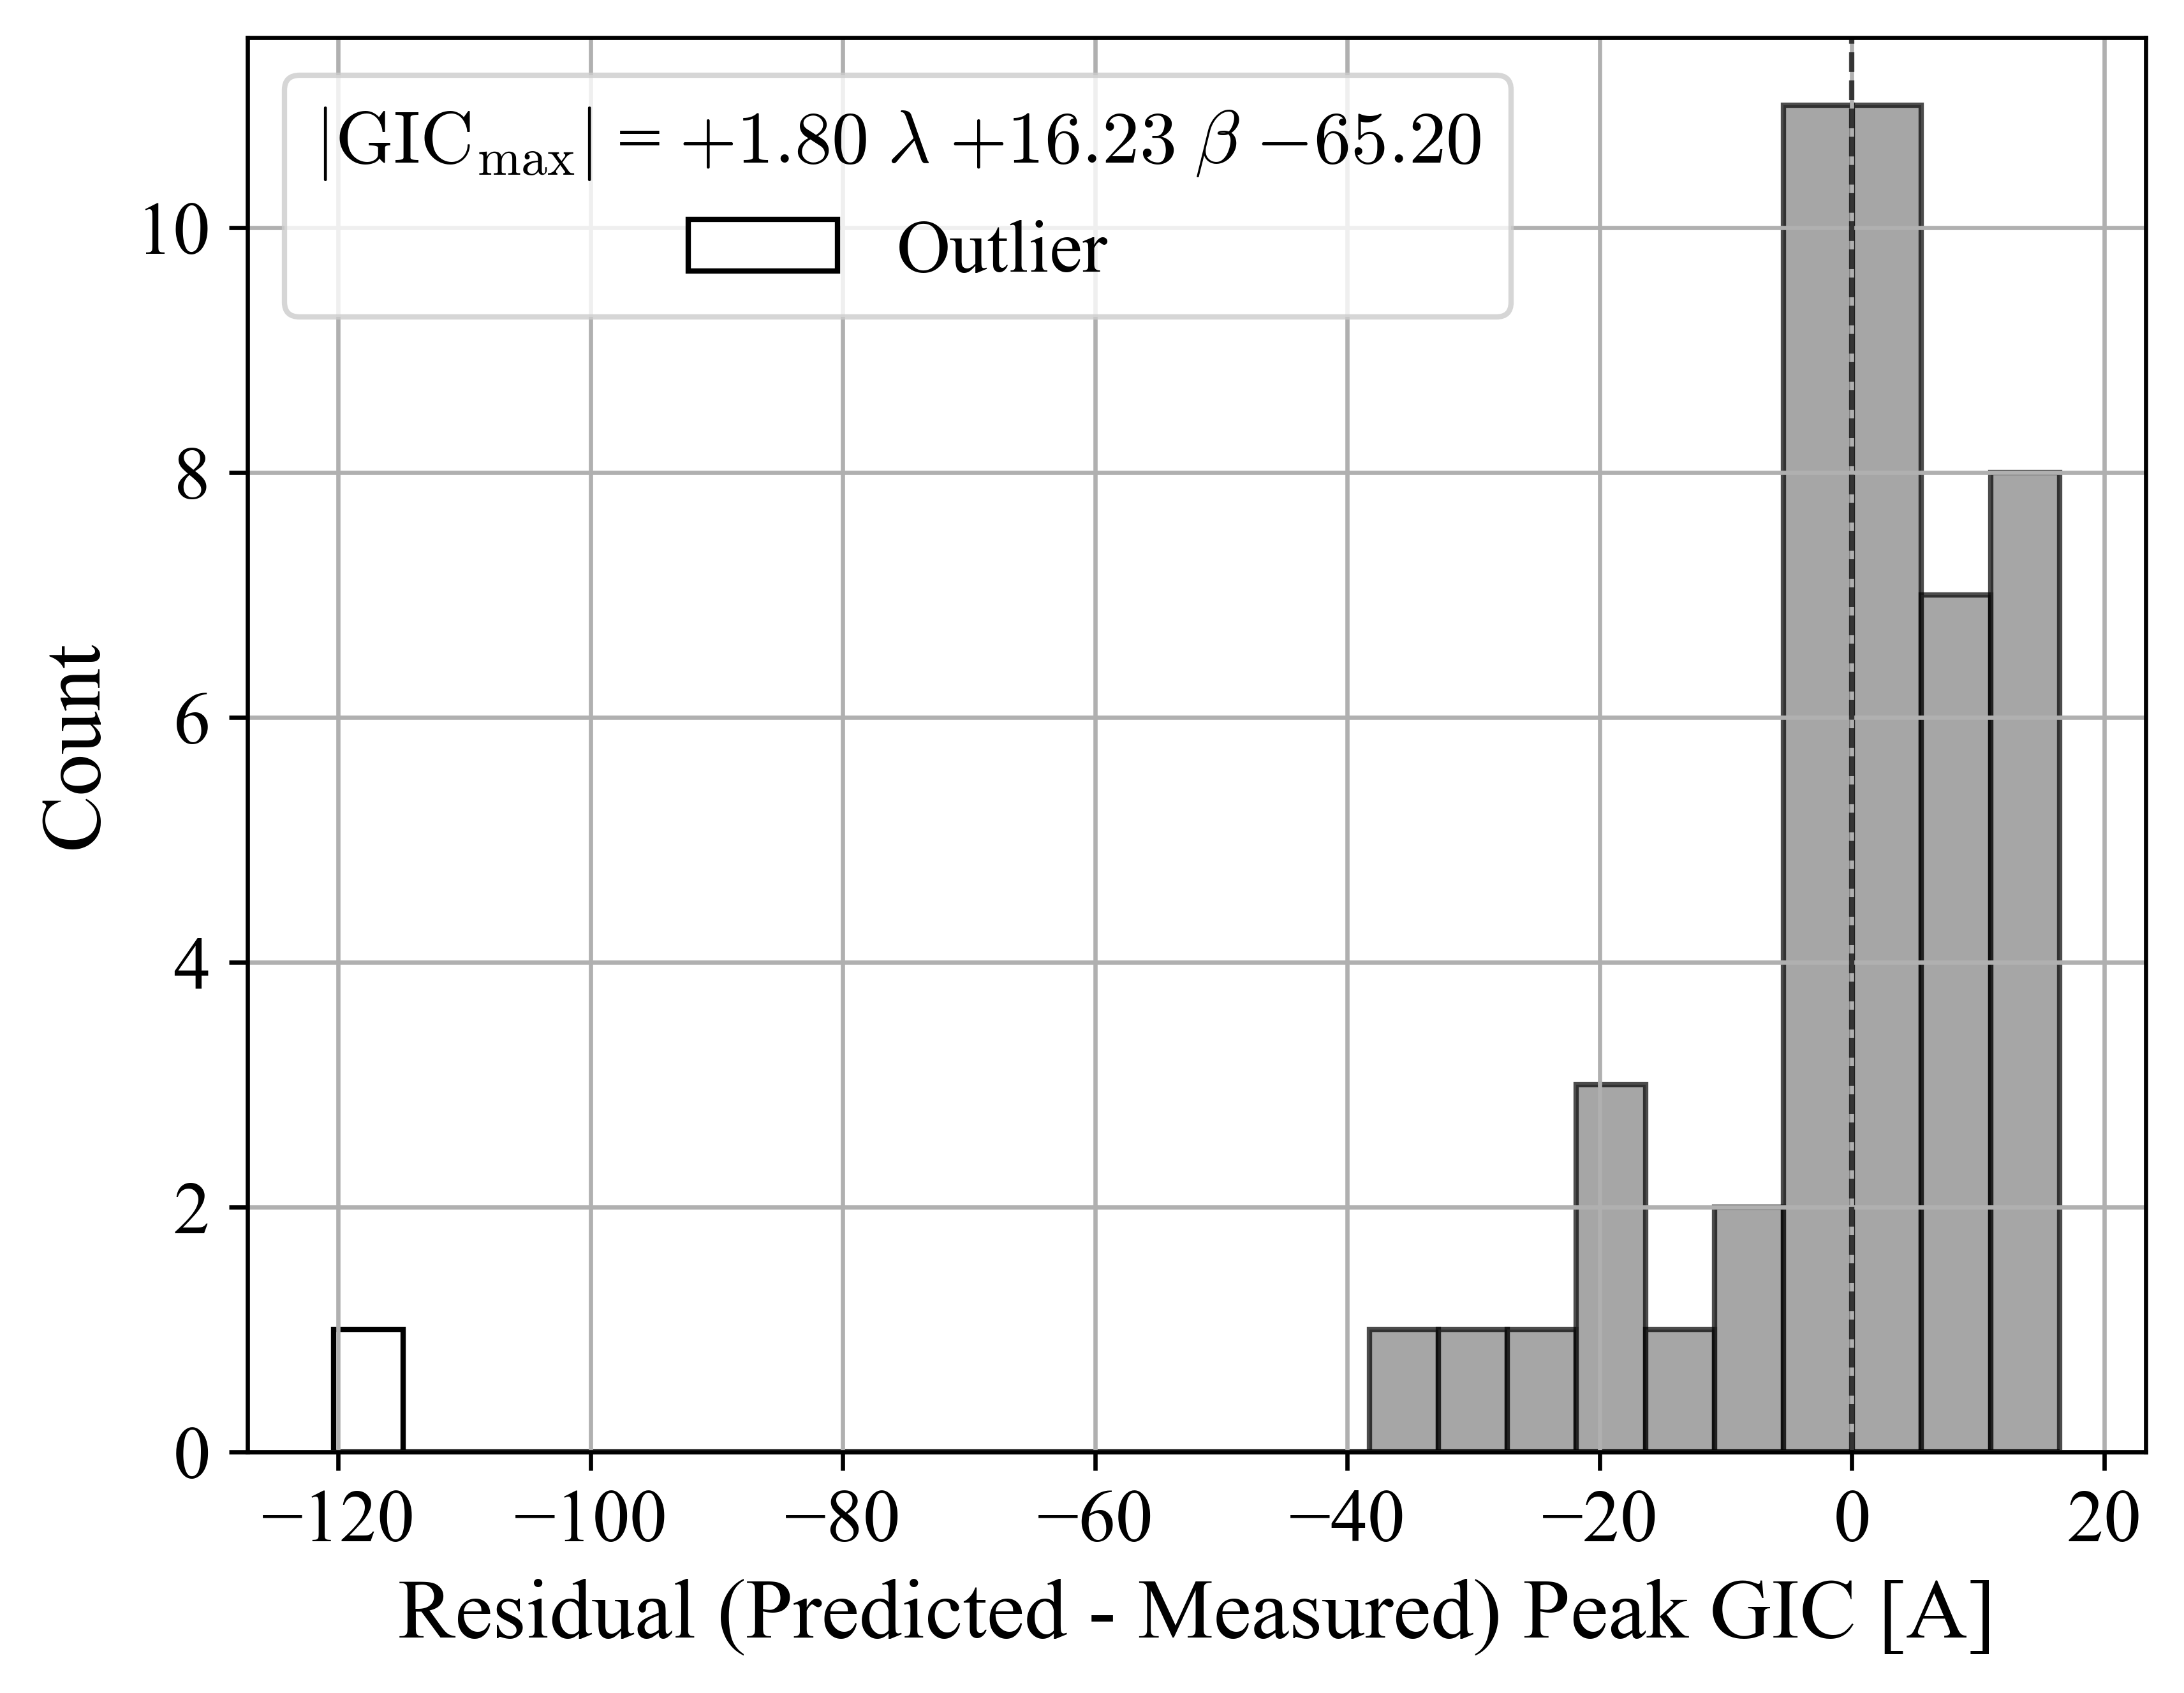 |GIC_max| = +1.80 λ +16.23 β −65.20
Outlier
10
8
6
4
2
0
Count
−120 −100 −80 −60 −40 −20 0 20
Residual (Predicted - Measured) Peak GIC [A]